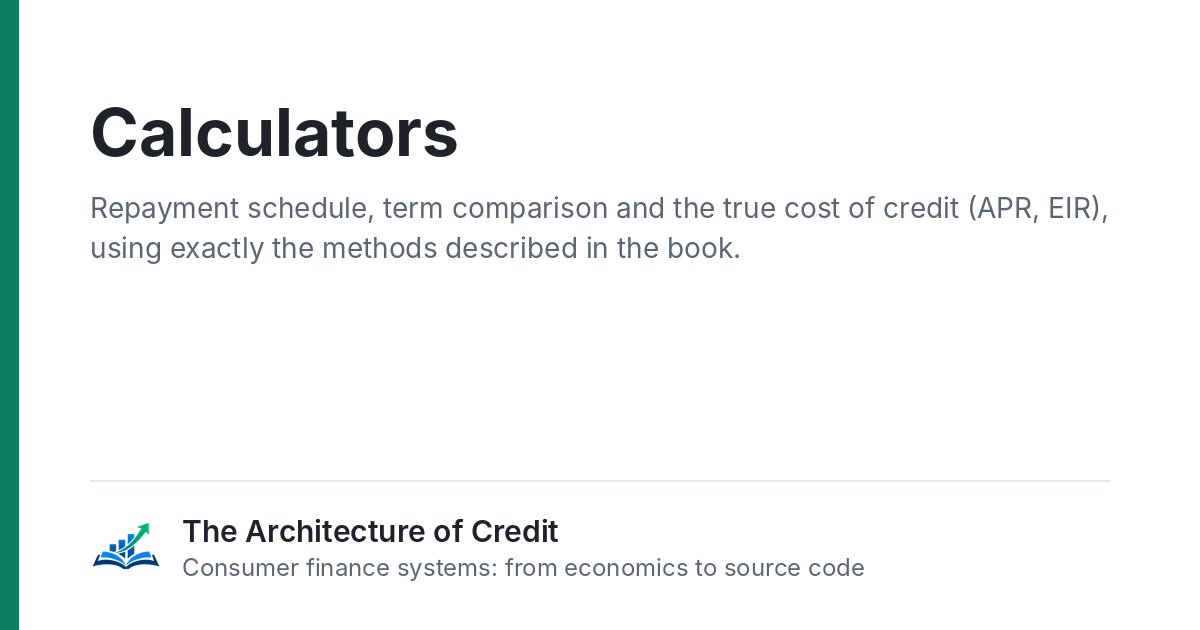 Calculators
Repayment schedule, term comparison and the true cost of credit (APR, EIR),
using exactly the methods described in the book.
The Architecture of Credit
Consumer finance systems: from economics to source code